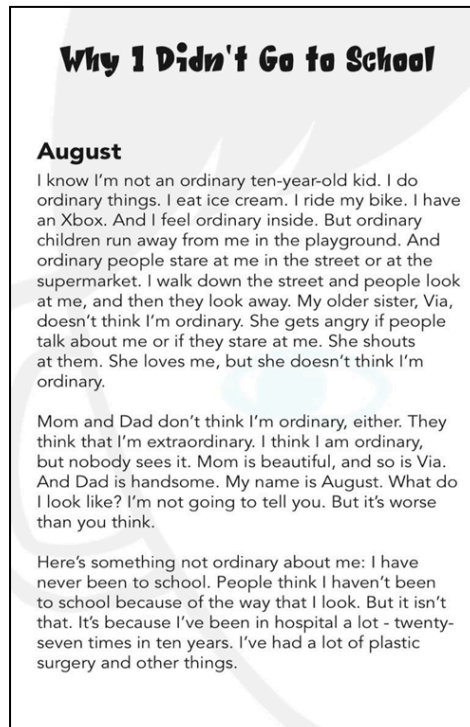 Why I Didn't Go to School
August
I know I'm not an ordinary ten-year-old kid. I do
ordinary things. I eat ice cream. I ride my bike. I have
an Xbox. And I feel ordinary inside. But ordinary
children run away from me in the playground. And
ordinary people stare at me in the street or at the
supermarket. I walk down the street and people look
at me, and then they look away. My older sister, Via,
doesn't think I'm ordinary. She gets angry if people
talk about me or if they stare at me. She shouts
at them. She loves me, but she doesn't think I'm
ordinary.
Mom and Dad don't think I'm ordinary, either. They
think that I'm extraordinary. I think I am ordinary,
but nobody sees it. Mom is beautiful, and so is Via.
And Dad is handsome. My name is August. What do
I look like? I'm not going to tell you. But it's worse
than you think.
Here's something not ordinary about me: I have
never been to school. People think I haven't been
to school because of the way that I look. But it isn't
that. It's because I've been in hospital a lot - twenty-
seven times in ten years. I've had a lot of plastic
surgery and other things.